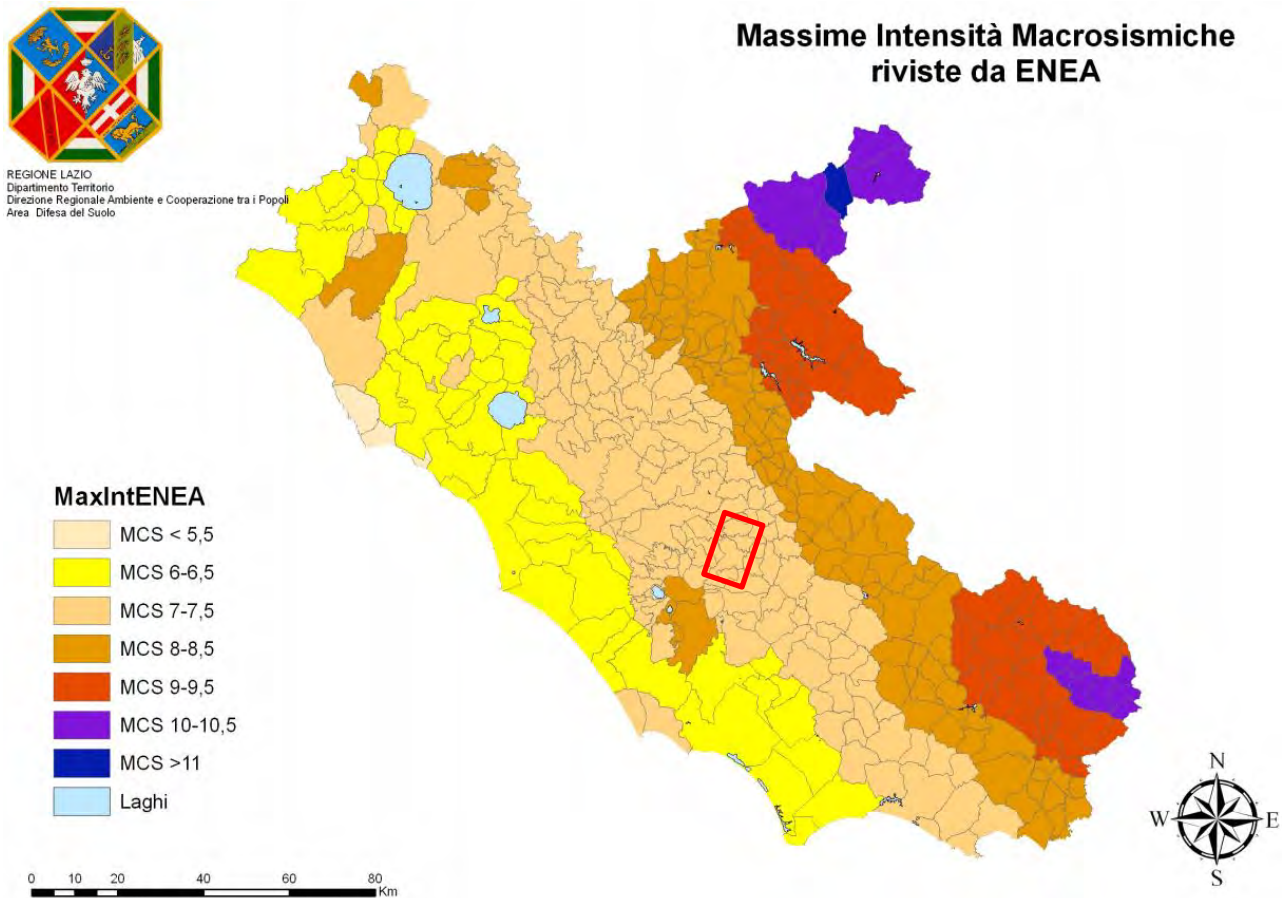 Massime Intensità Macrosismiche
riviste da ENEA
REGIONE LAZIO
Dipartimento Territorio
Direzione Regionale Ambiente e Cooperazione tra i Popoli
Area Difesa del Suolo
MaxIntENEA
MCS < 5,5
MCS 6-6,5
MCS 7-7,5
MCS 8-8,5
MCS 9-9,5
MCS 10-10,5
MCS >11
Laghi
0 10 20 40 60 80
Km
N
W E
S